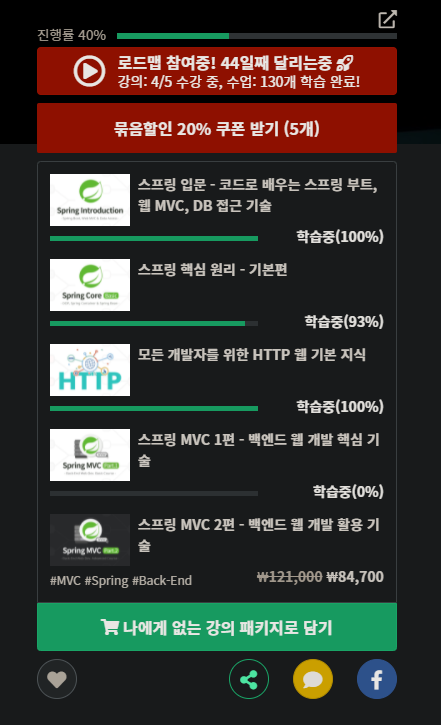 진행률 40%
로드맵 참여중! 44일째 달리는중
강의: 4/5 수강 중, 수업: 130개 학습 완료!
묶음할인 20% 쿠폰 받기 (5개)
Spring Introduction
스프링 입문 - 코드로 배우는 스프링 부트,
웹 MVC, DB 접근 기술
학습중(100%)
Spring Core
스프링 핵심 원리 - 기본편
학습중(93%)
HTTP
모든 개발자를 위한 HTTP 웹 기본 지식
학습중(100%)
Spring MVC
스프링 MVC 1편 - 백엔드 웹 개발 핵심 기
술
학습중(0%)
Spring MVC
스프링 MVC 2편 - 백엔드 웹 개발 활용 기
술
#MVC #Spring #Back-End
₩121,000 ₩84,700
나에게 없는 강의 패키지로 담기